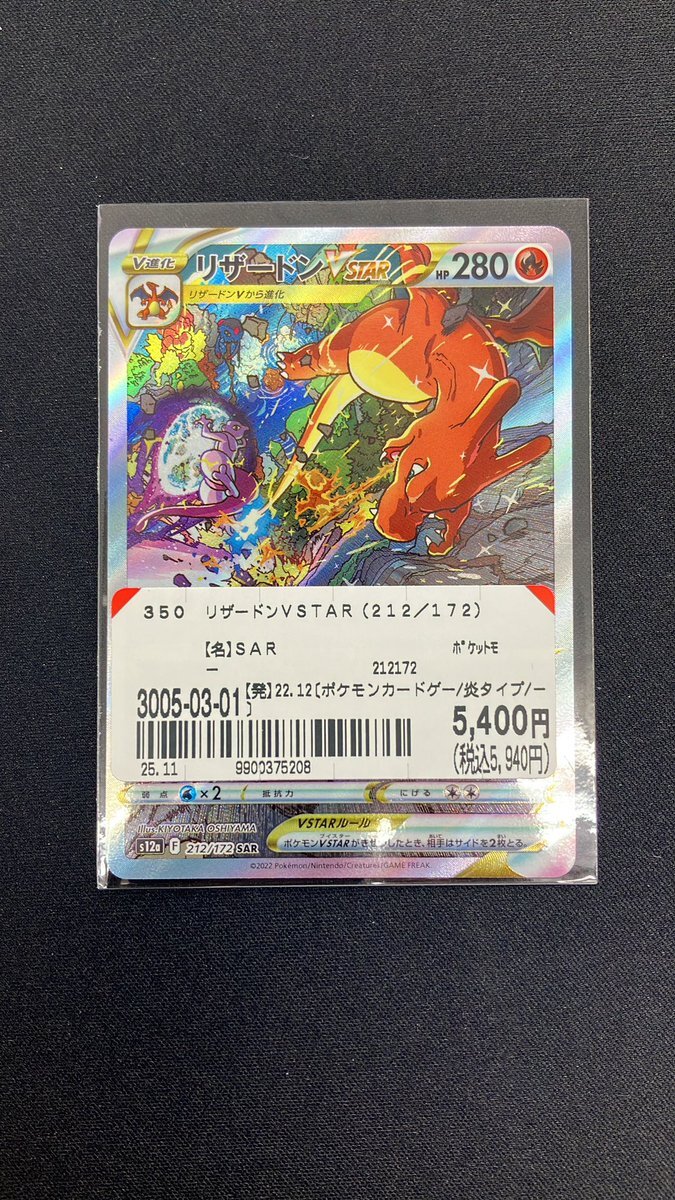 V進化
リザードンVSTAR
HP 280
リザードンVから進化
350 リザードンVSTAR(212/172)
【名】SAR ポケットモ
ー 212172
3005-03-01
【発】22.12〔ポケモンカードゲー/炎タイプ/ー
〕
5,400円
(税込5,940円)
25.11 9900375208
弱点 ×2 抵抗力 にげる
Illus. KIYOTAKA OSHIYAMA
VSTARルール
ポケモンVSTARがきぜつしたとき、相手はサイドを2枚とる。
s12a F 212/172 SAR
©2022 Pokémon/Nintendo/Creatures/GAME FREAK.